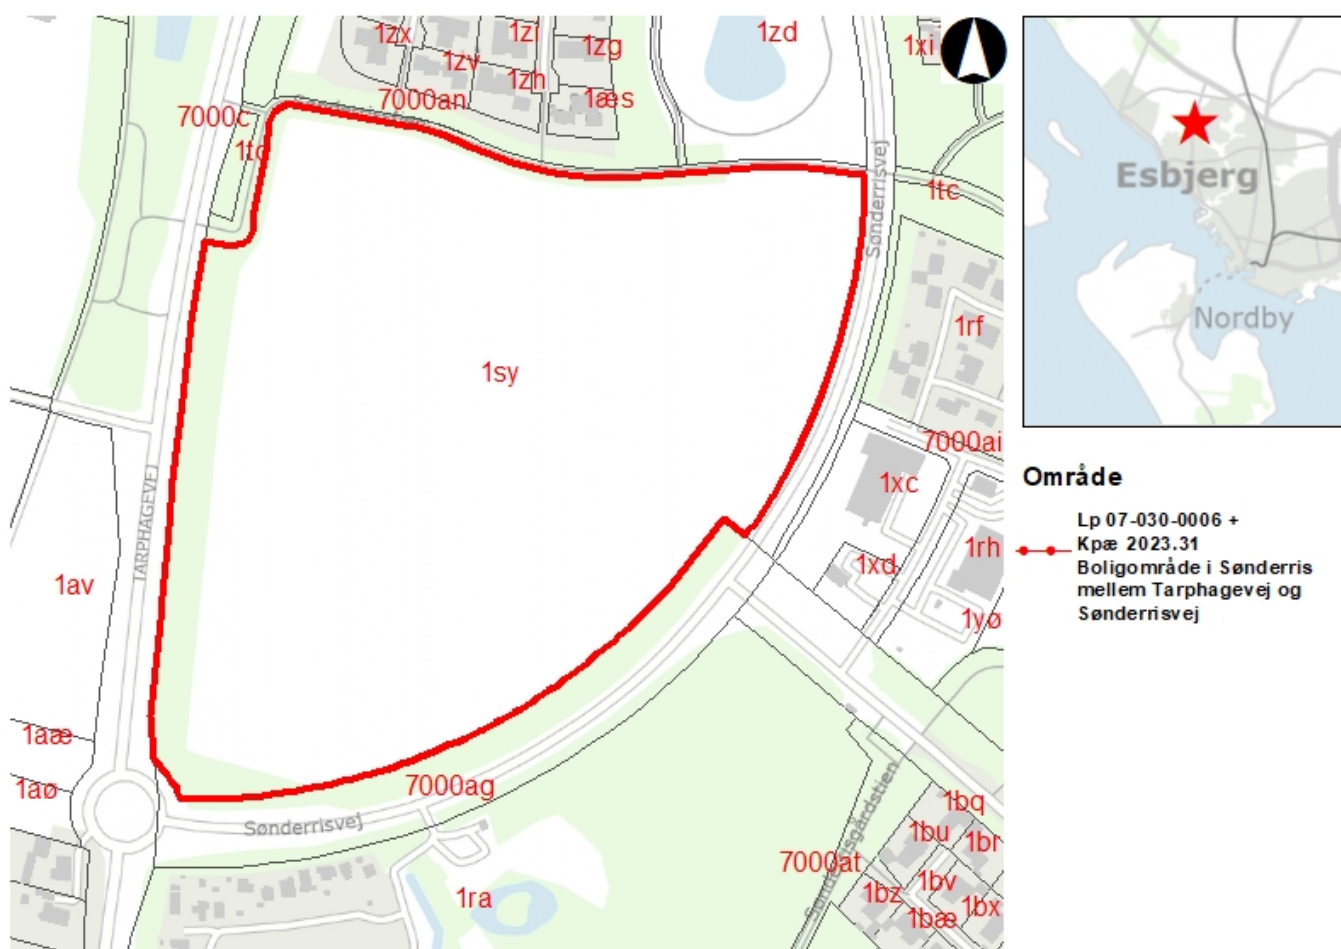 1zx
1zv
1zi
1zh
1zg
1æs
1zd
1xi
7000an
7000c
1tc
Sønderrisvej
1sy
1rf
7000ai
1xc
1rh
1xd
1yø
TARPHAGEVEJ
1av
1aæ
1aø
7000ag
Sønderrisvej
1ra
7000at
1bq
1bu
1br
1bv
1bz
1bx
1bæ
Esbjerg
Nordby
Område
Lp 07-030-0006 +
Kpæ 2023.31
Boligområde i Sønderris
mellem Tarphagevej og
Sønderrisvej